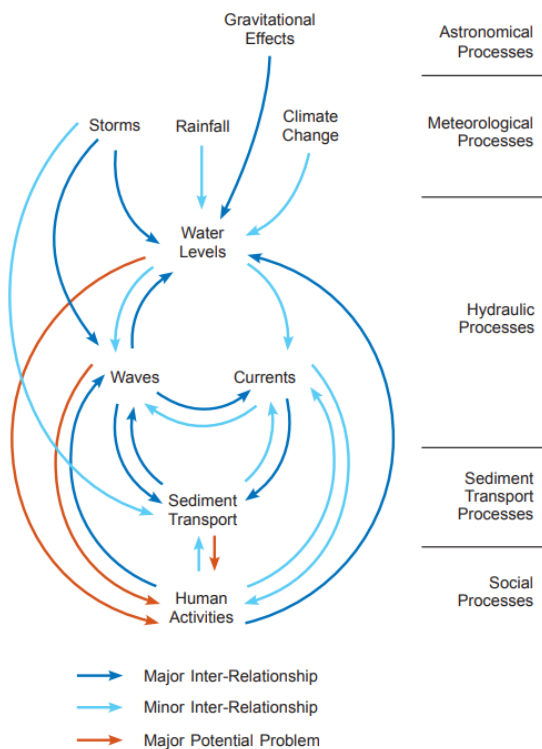 Gravitational
Effects
Astronomical
Processes
Storms
Rainfall
Climate
Change
Meteorological
Processes
Water
Levels
Hydraulic
Processes
Waves
Currents
Sediment
Transport
Sediment
Transport
Processes
Human
Activities
Social
Processes
Major Inter-Relationship
Minor Inter-Relationship
Major Potential Problem